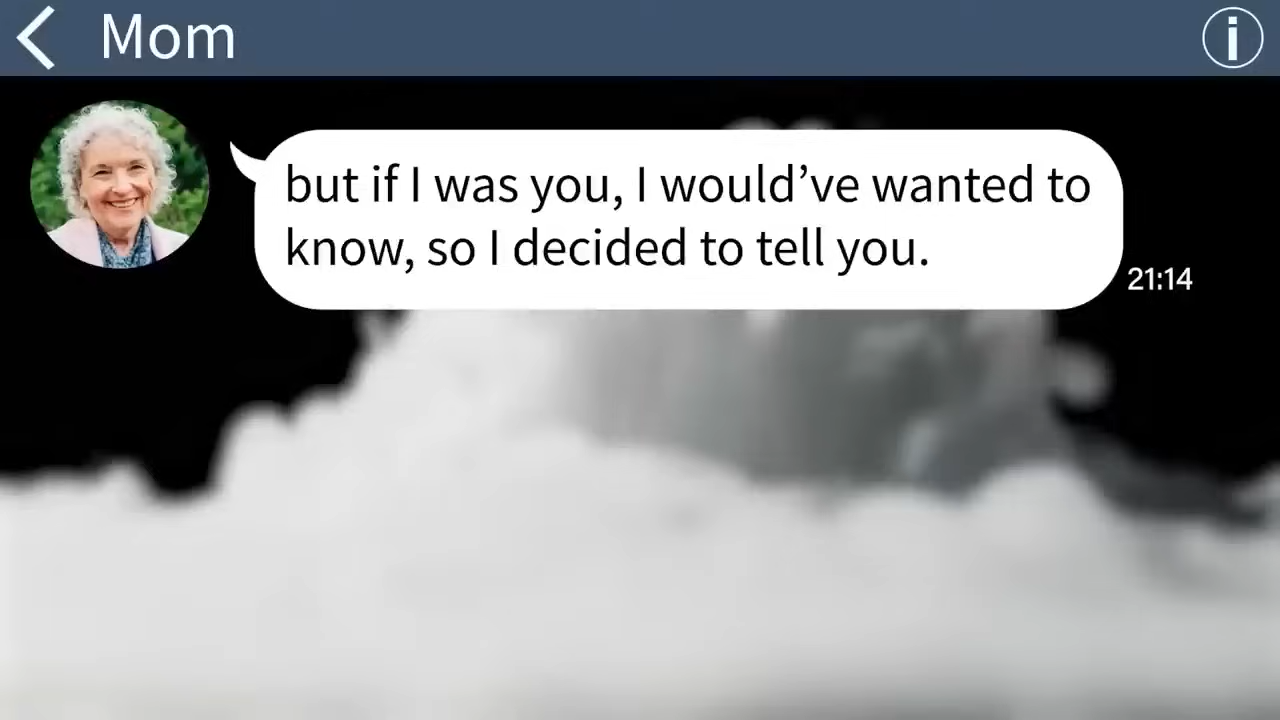 Mom
but if I was you, I would’ve wanted to
know, so I decided to tell you.
21:14